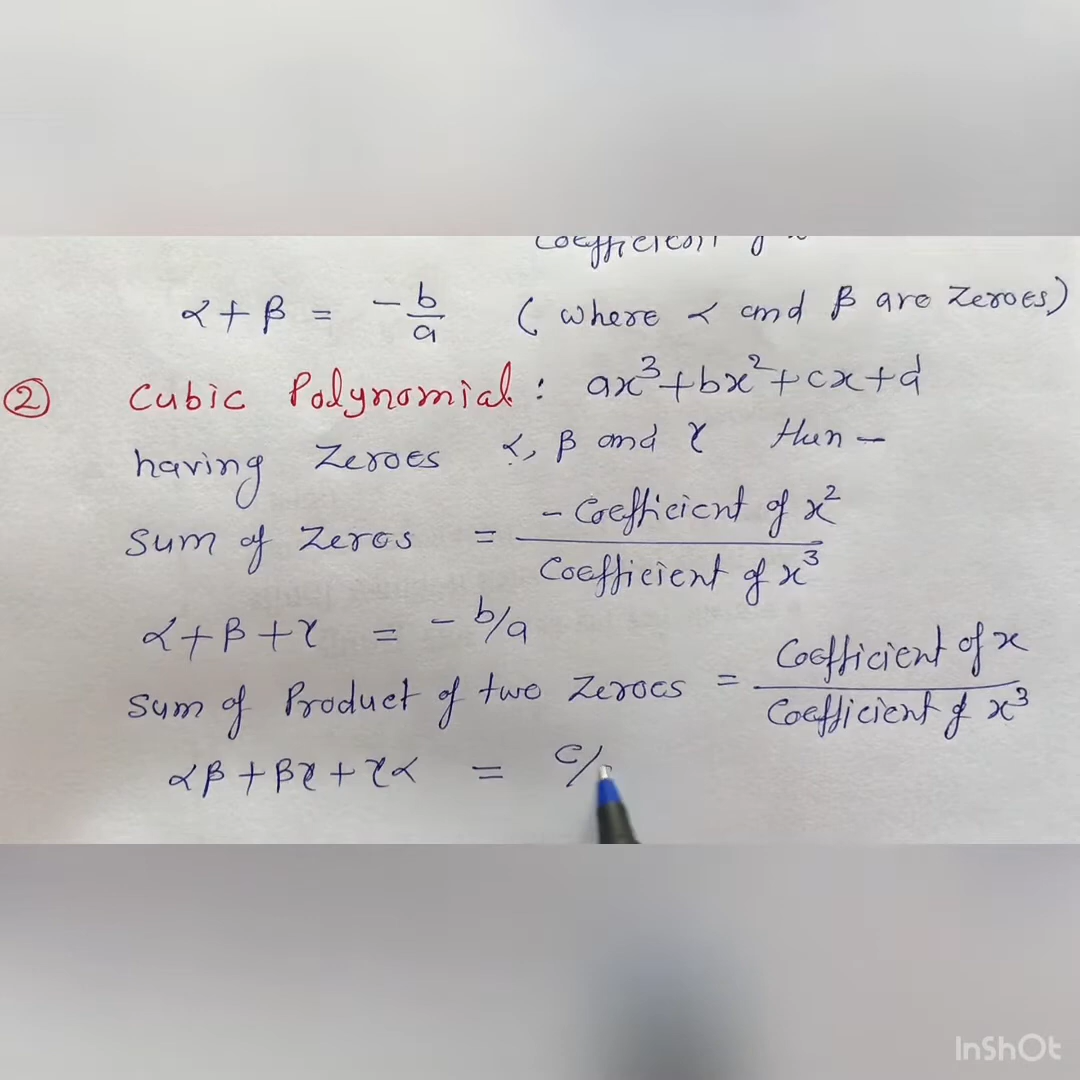 Coefficient of x
α + β = -b/a (where α and β are zeroes)
② Cubic Polynomial : ax³+bx²+cx+d
having zeroes α, β and γ then -
sum of zeros = -Coefficient of x² / Coefficient of x³
α+β+γ = - b/a
sum of Product of two zeroes = Coefficient of x / Coefficient of x³
αβ+βγ+γα = c/
InShOt